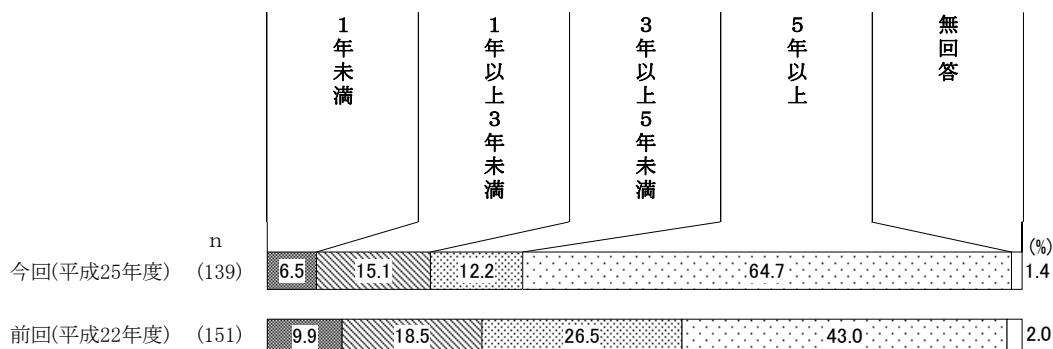 1年未満
1年以上3年未満
3年以上5年未満
5年以上
無回答
n
(%)
今回(平成25年度) (139) 6.5 15.1 12.2 64.7 1.4
前回(平成22年度) (151) 9.9 18.5 26.5 43.0 2.0